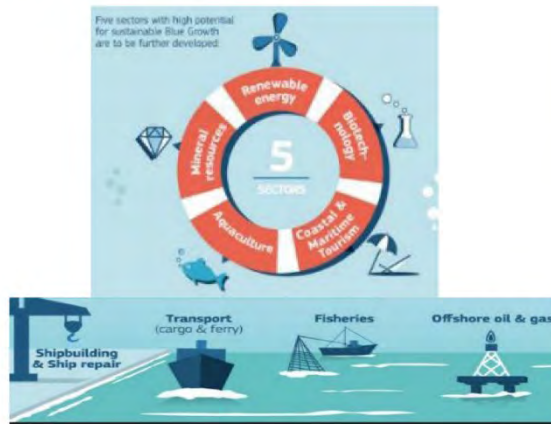 Five sectors with high potential
for sustainable Blue Growth
are to be further developed:
Renewable
energy
Biotech-
nology
Coastal &
Maritime
Tourism
Aquaculture
Mineral
resources
5
SECTORS
Shipbuilding
& Ship repair
Transport
(cargo & ferry)
Fisheries
Offshore oil & gas